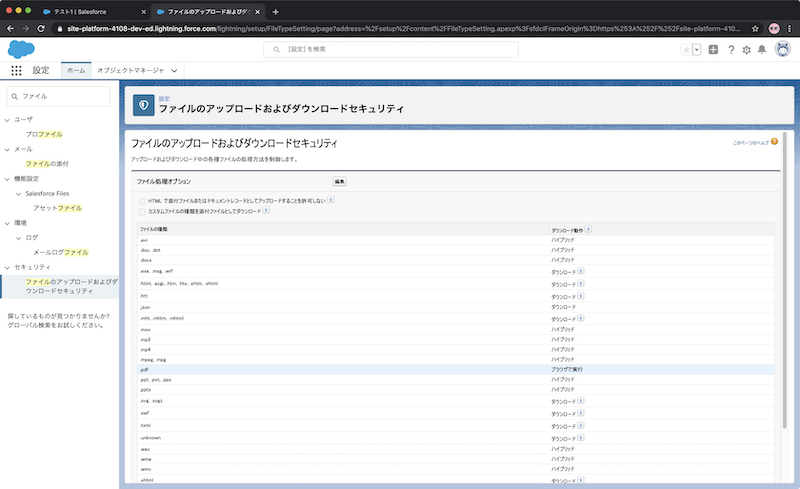 テスト1 | Salesforce
ファイルのアップロードおよびダウ
site-platform-4108-dev-ed.lightning.force.com/lightning/setup/FileTypeSetting/page?address=%2Fsetup%2Fcontent%2FFileTypeSetting.apexp%3FsfdcIFrameOrigin%3Dhttps%253A%252F%252Fsite-platform-410...
[設定] を検索
設定
ホーム
オブジェクトマネージャ
ファイル
ユーザ
プロファイル
メール
ファイルの添付
機能設定
Salesforce Files
アセットファイル
環境
ログ
メールログファイル
セキュリティ
ファイルのアップロードおよびダ
ウンロードセキュリティ
探しているものが見つかりませんか?
グローバル検索をお試しください。
設定
ファイルのアップロードおよびダウンロードセキュリティ
ファイルのアップロードおよびダウンロードセキュリティ
このページのヘルプ
アップロードおよびダウンロード中の各種ファイルの処理方法を制御します。
ファイル処理オプション
編集
HTML で添付ファイルまたはドキュメントレコードとしてアップロードすることを許可しない
カスタムファイルの種類を添付ファイルとしてダウンロード
ファイルの種類 ダウンロード動作
.avi ハイブリッド
.doc, .dot ハイブリッド
.docx ハイブリッド
.exe, .msg, .wrf ダウンロード
.html, .acgi, .htm, .htx, .shtm, .shtml ダウンロード
.htt ダウンロード
.json ダウンロード
.mht, .mhtm, .mhtml ダウンロード
.mov ハイブリッド
.mp3 ハイブリッド
.mp4 ハイブリッド
.mpeg, .mpg ハイブリッド
.pdf ブラウザで実行
.ppt, .pot, .pps ハイブリッド
.pptx ハイブリッド
.svg, .svgz ダウンロード
.swf ダウンロード
.txml ダウンロード
.unknown ダウンロード
.wav ハイブリッド
.wma ハイブリッド
.wmv ハイブリッド
.xhtml ダウンロード